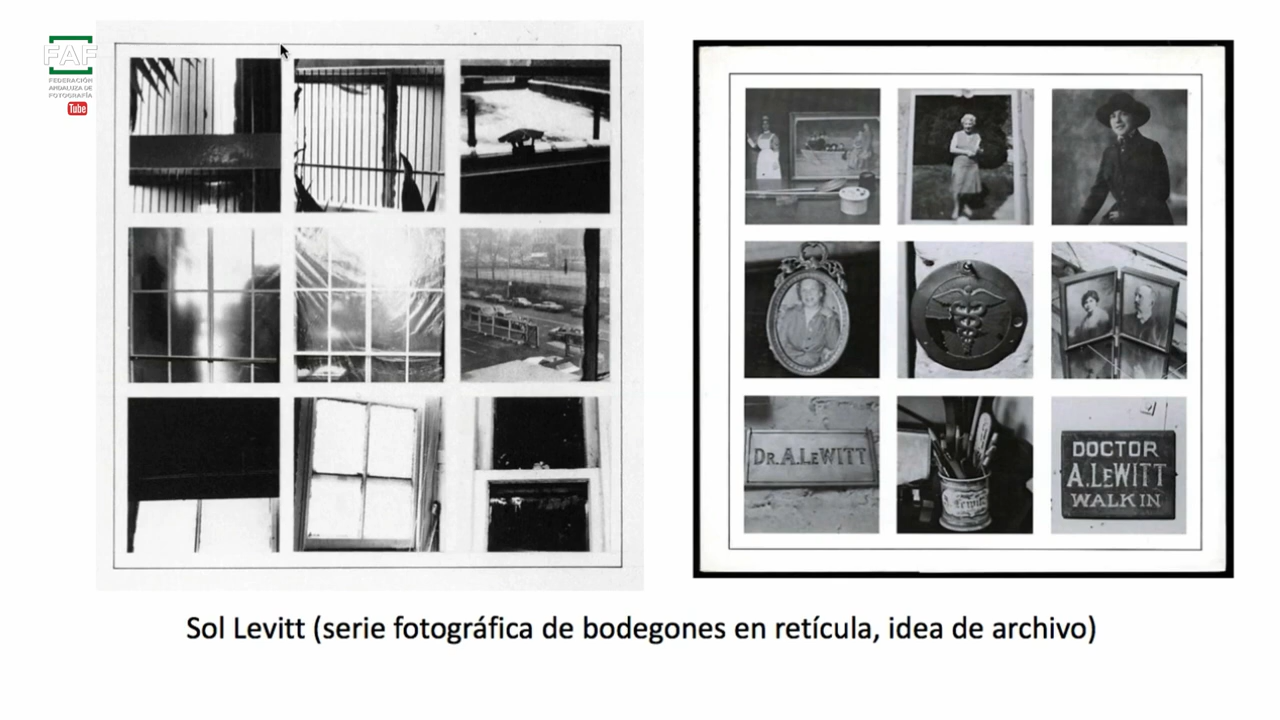 FAF
FEDERACIÓN
ANDALUZA DE
FOTOGRAFÍA
Tube
DR. A. LEWITT
DOCTOR
A. LEWITT
WALK IN
Sol Levitt (serie fotográfica de bodegones en retícula, idea de archivo)